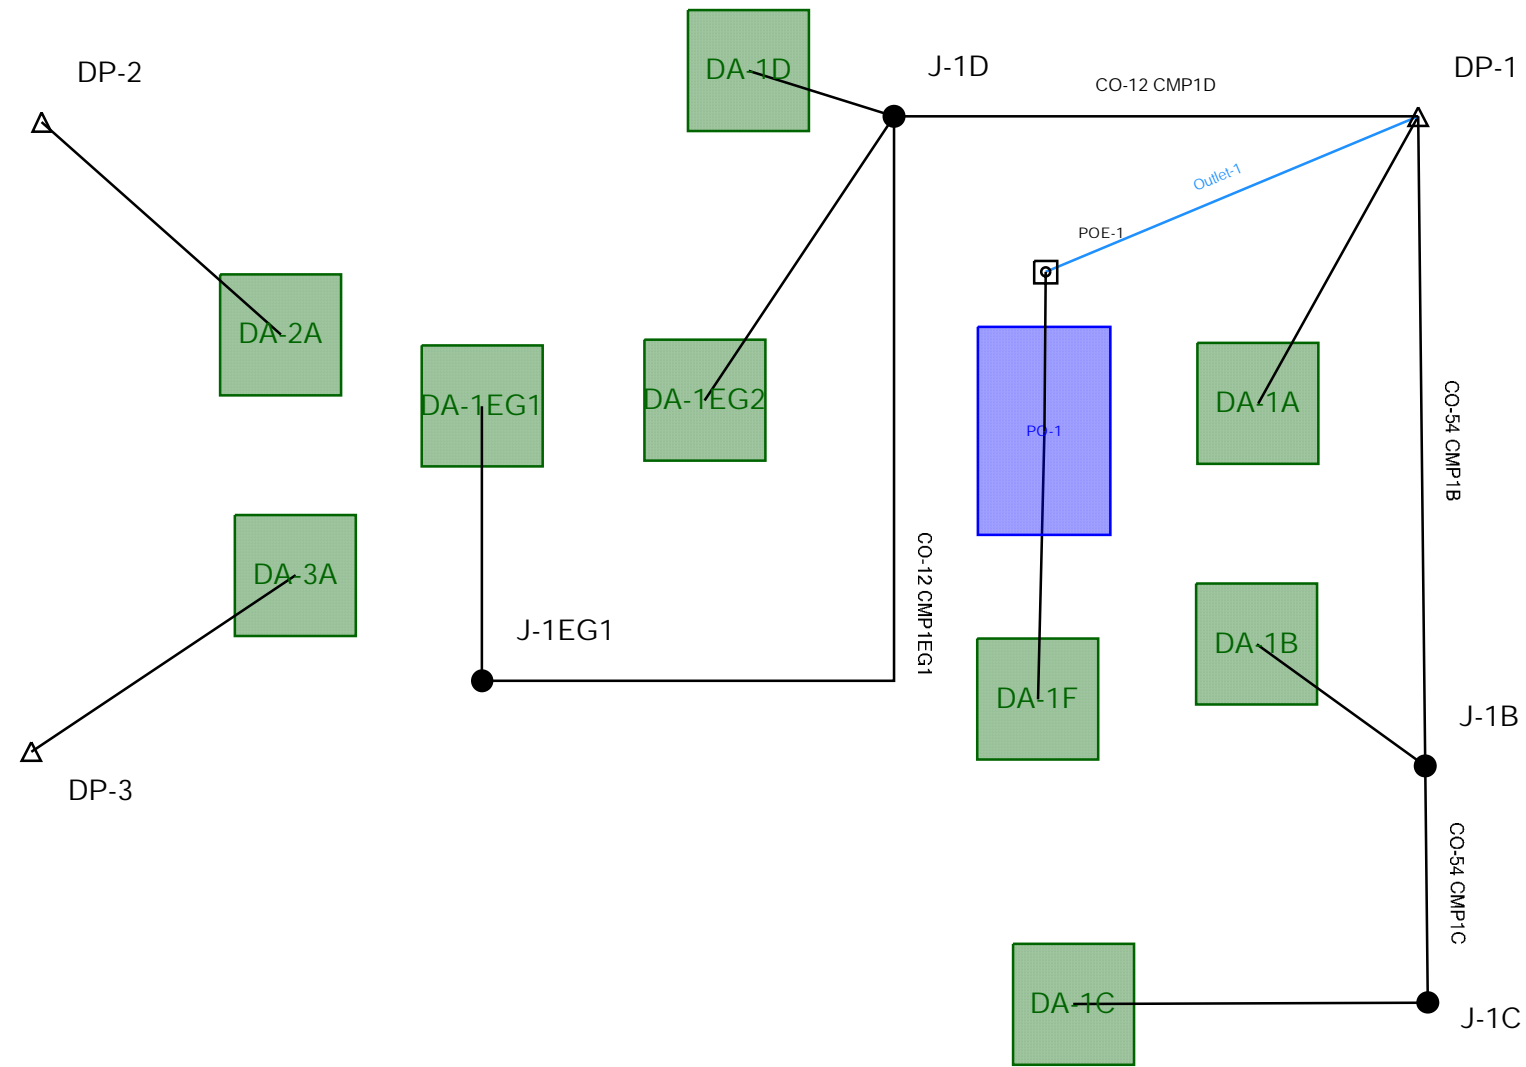 DP-2
DA-1D
J-1D
CO-12 CMP1D
DP-1
Outlet-1
POE-1
DA-2A
DA-1EG1
DA-1EG2
PO-1
DA-1A
CO-54 CMP1B
DA-3A
J-1EG1
CO-12 CMP1EG1
DA-1F
DA-1B
J-1B
DP-3
CO-54 CMP1C
DA-1C
J-1C